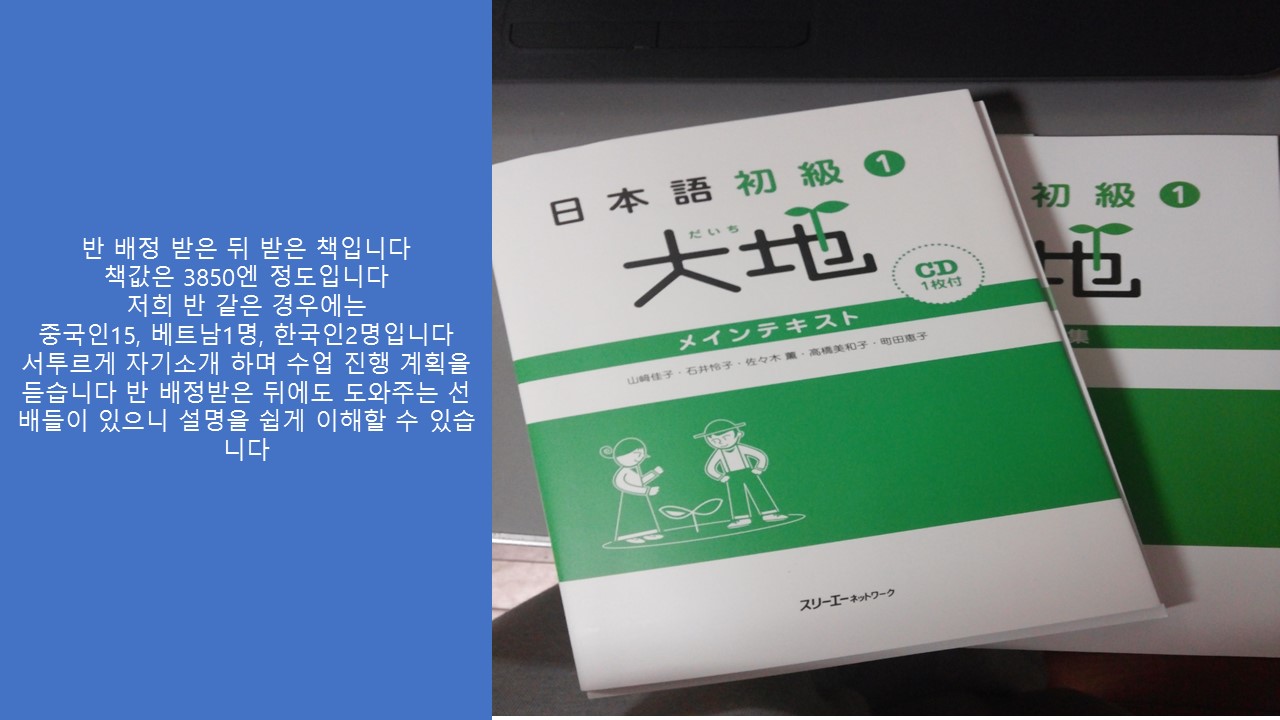 반 배정 받은 뒤 받은 책입니다
책값은 3850엔 정도입니다
저희 반 같은 경우에는
중국인15, 베트남1명, 한국인2명입니다
서투르게 자기소개 하며 수업 진행 계획을
듣습니다 반 배정받은 뒤에도 도와주는 선
배들이 있으니 설명을 쉽게 이해할 수 있습
니다
日本語初級1
だいち
大地
CD
1枚付
メインテキスト
山﨑佳子・石井怜子・佐々木 薫・高橋美和子・町田恵子
スリーエーネットワーク
初級1
地
集